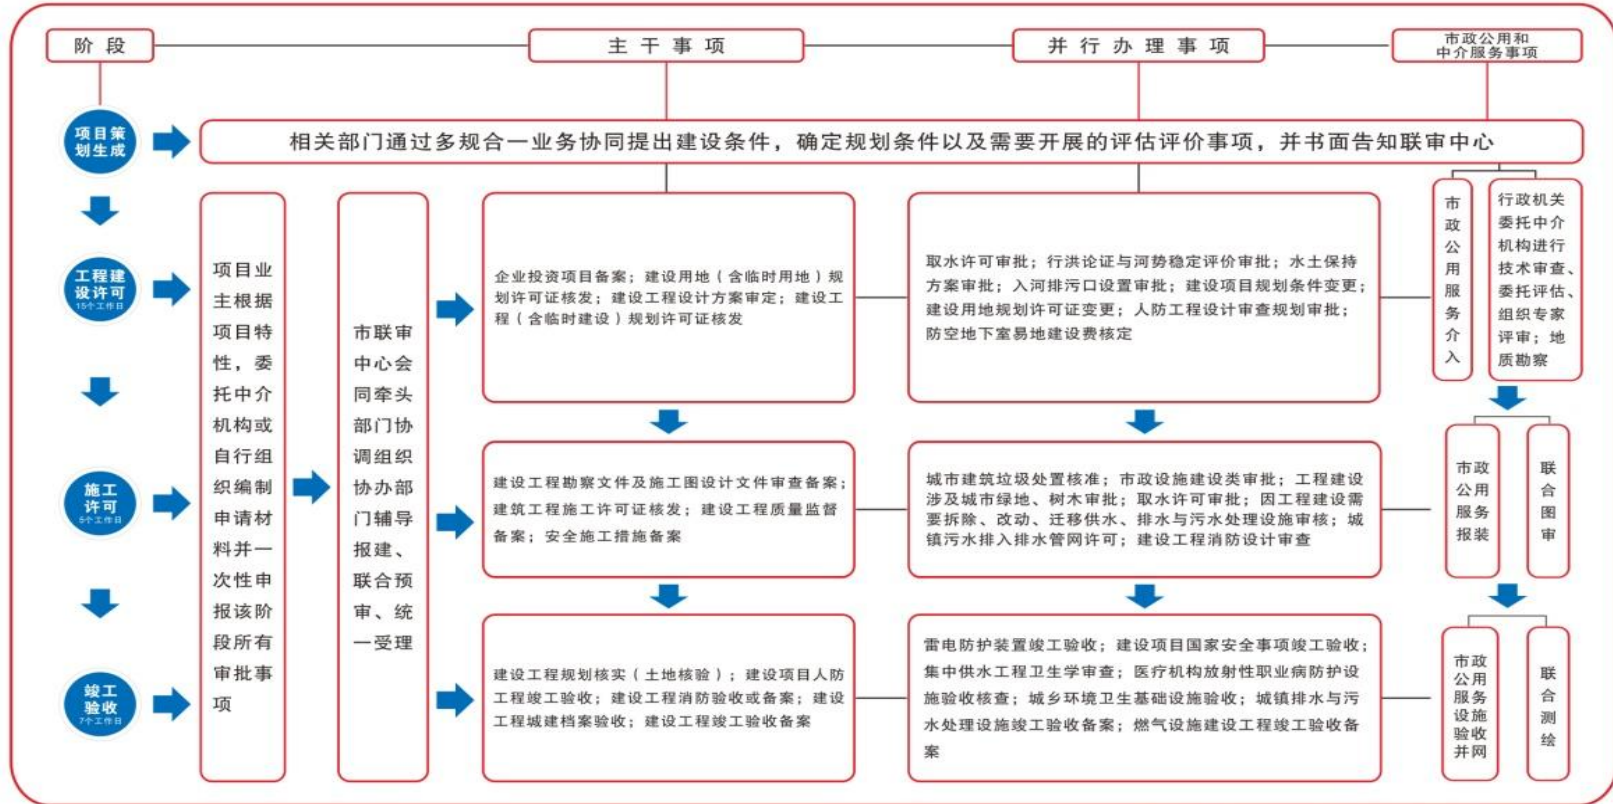 阶段
主干事项
并行办理事项
市政公用和
中介服务事项
项目策
划生成
相关部门通过多规合一业务协同提出建设条件，确定规划条件以及需要开展的评估评价事项，并书面告知联审中心
工程建
设许可
15个工作日
施工
许可
5个工作日
竣工
验收
7个工作日
项目业
主根据
项目特
性，委
托中介
机构或
自行组
织编制
申请材
料并一
次性申
报该阶
段所有
审批事
项
市联审
中心会
同牵头
部门协
调组织
协办部
门辅导
报建、
联合预
审、统
一受理
企业投资项目备案；建设用地（含临时用地）规
划许可证核发；建设工程设计方案审定；建设工
程（含临时建设）规划许可证核发
取水许可审批；行洪论证与河势稳定评价审批；水土保持
方案审批；入河排污口设置审批；建设项目规划条件变更；
建设用地规划许可证变更；人防工程设计审查规划审批；
防空地下室易地建设费核定
市
政
公
用
服
务
介
入
行政机关
委托中介
机构进行
技术审查、
委托评估、
组织专家
评审；地
质勘察
建设工程勘察文件及施工图设计文件审查备案；
建筑工程施工许可证核发；建设工程质量监督
备案；安全施工措施备案
城市建筑垃圾处置核准；市政设施建设类审批；工程建设
涉及城市绿地、树木审批；取水许可审批；因工程建设需
要拆除、改动、迁移供水、排水与污水处理设施审核；城
镇污水排入排水管网许可；建设工程消防设计审查
市政
公用
服务
报装
联
合
图
审
建设工程规划核实（土地核验）；建设项目人防
工程竣工验收；建设工程消防验收或备案；建设
工程城建档案验收；建设工程竣工验收备案
雷电防护装置竣工验收；建设项目国家安全事项竣工验收；
集中供水工程卫生学审查；医疗机构放射性职业病防护设
施验收核查；城乡环境卫生基础设施验收；城镇排水与污
水处理设施竣工验收备案；燃气设施建设工程竣工验收备
案
市政
公用
服务
设施
验收
并网
联
合
测
绘